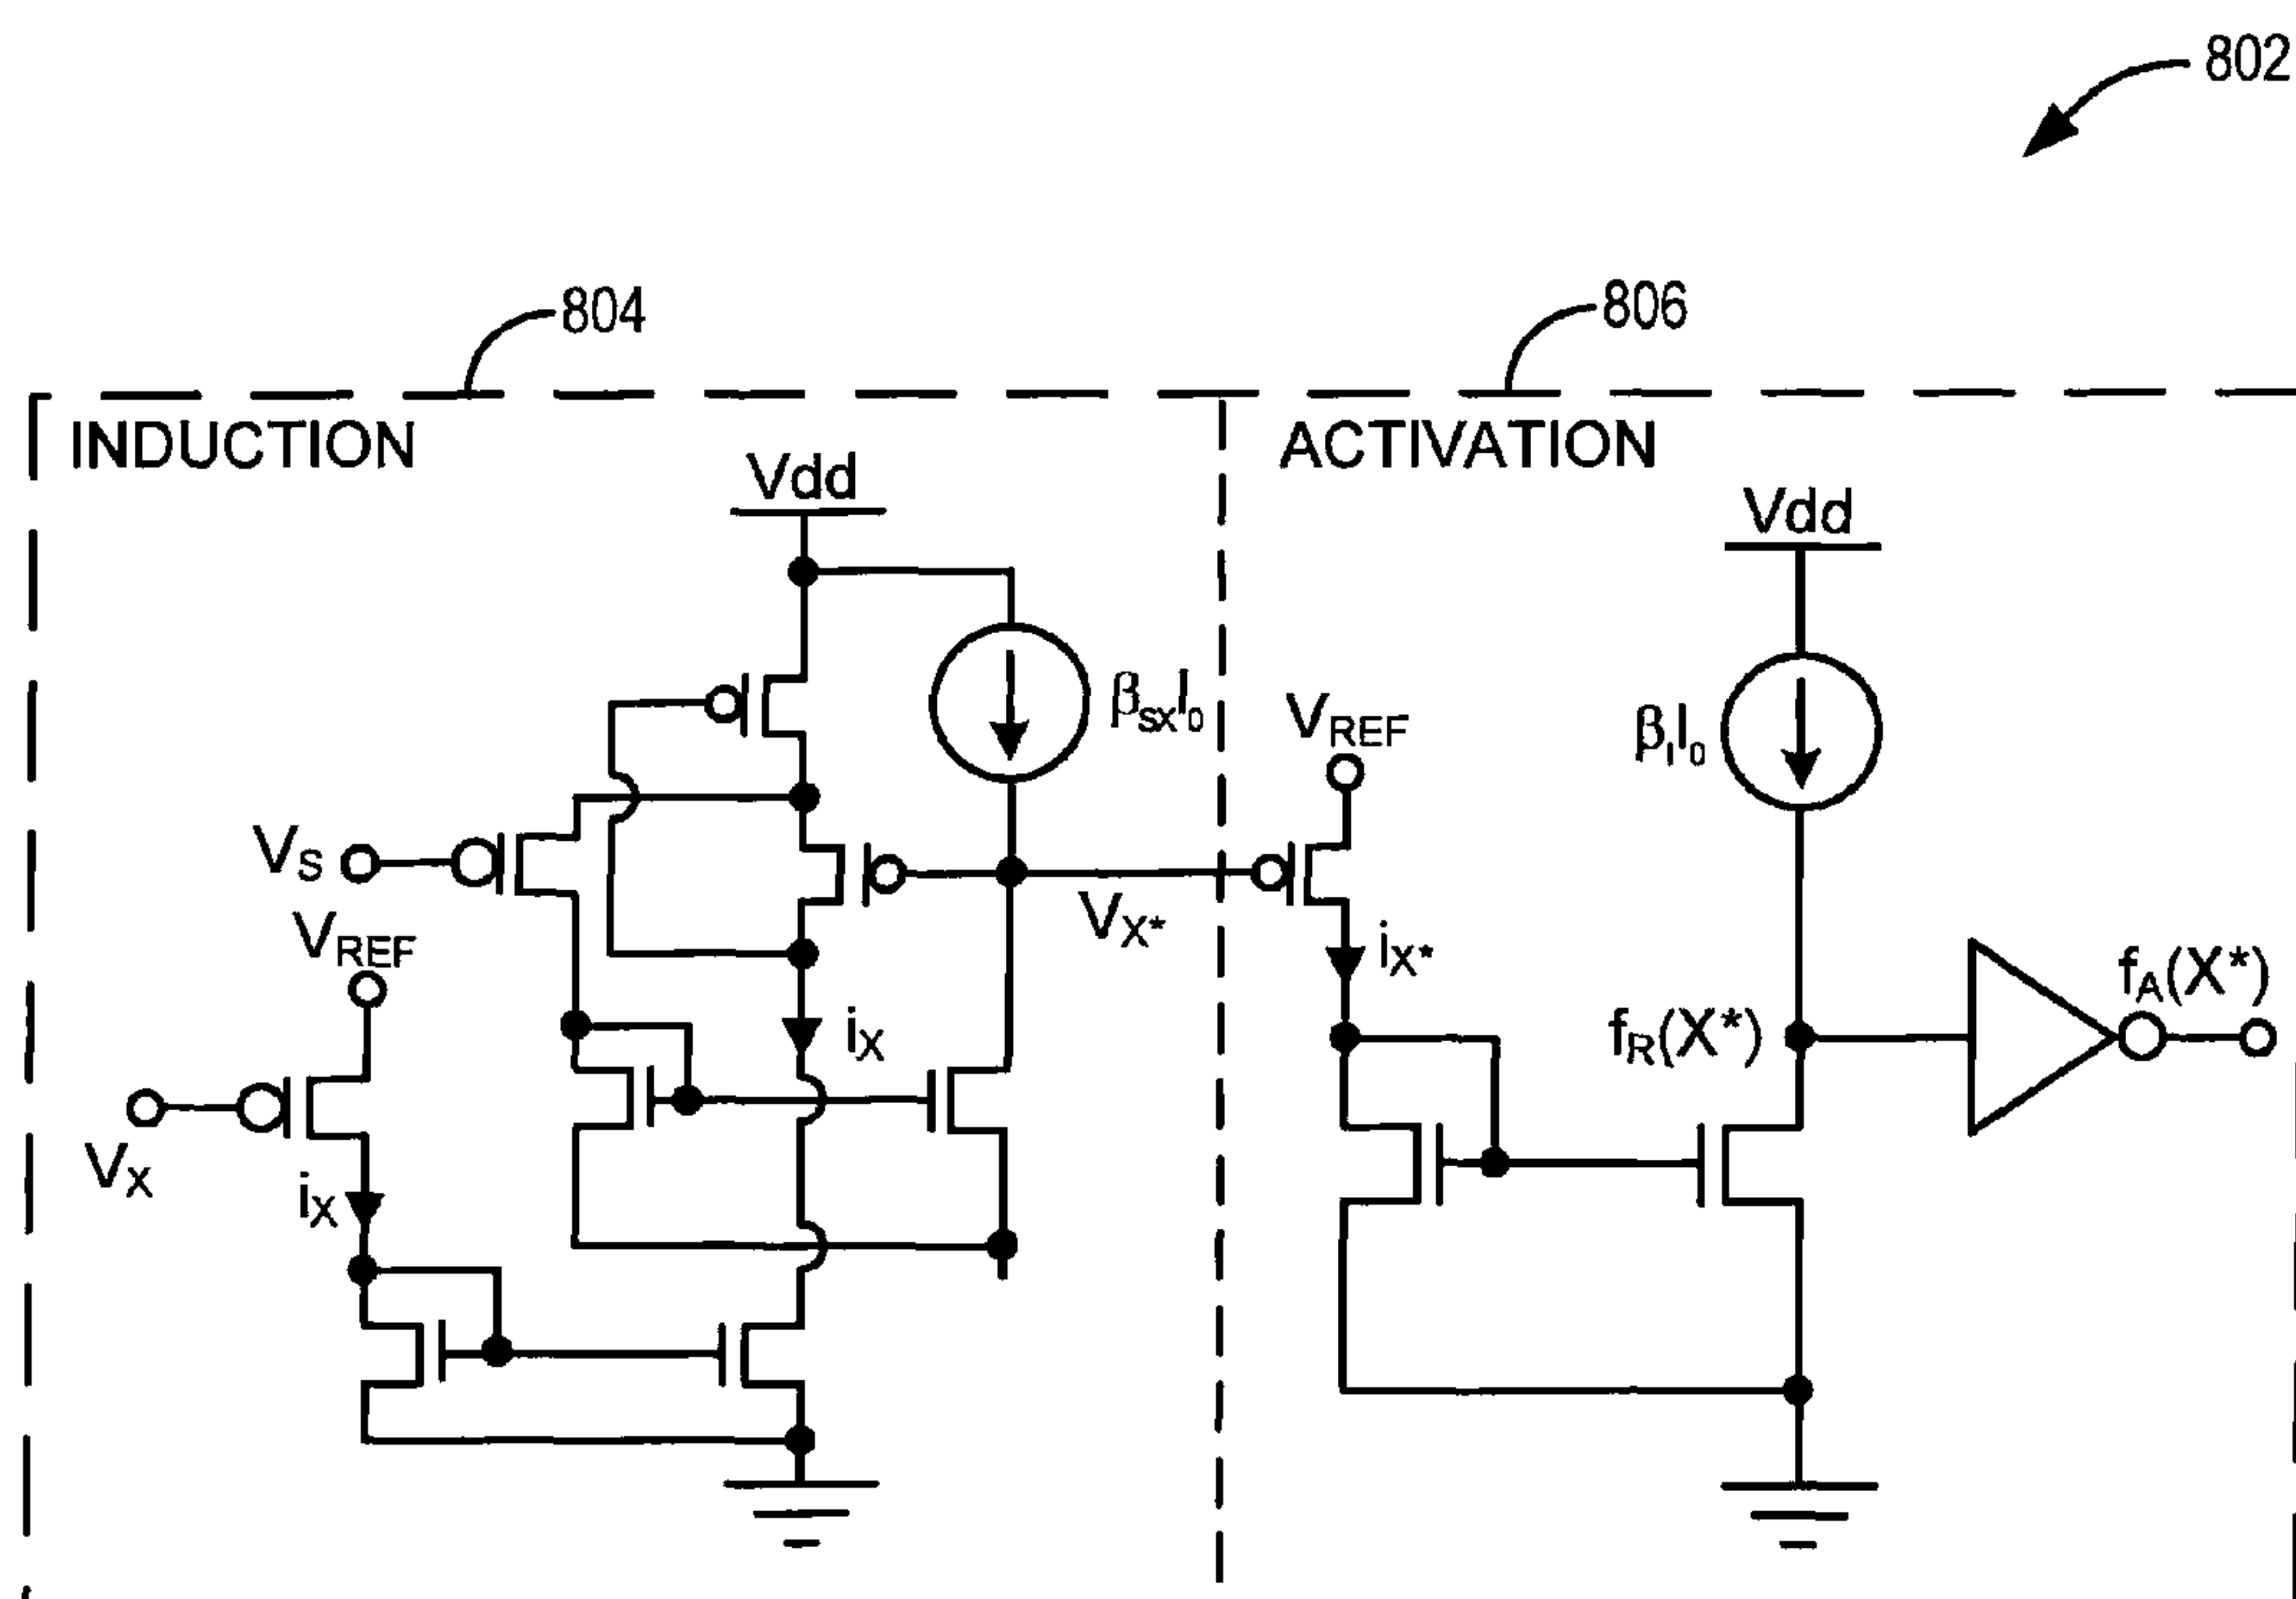 802
804
806
INDUCTION
ACTIVATION
Vdd
Vdd
βsxI0
VREF
βII0
VS
VX*
iX*
VREF
fR(X*)
fA(X*)
iX
VX
iX